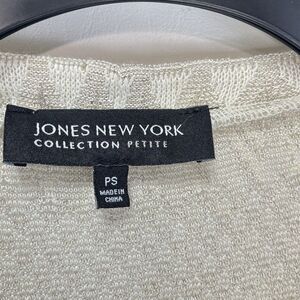 JONES NEW YORK
COLLECTION PETITE
PS
MADE IN
CHINA